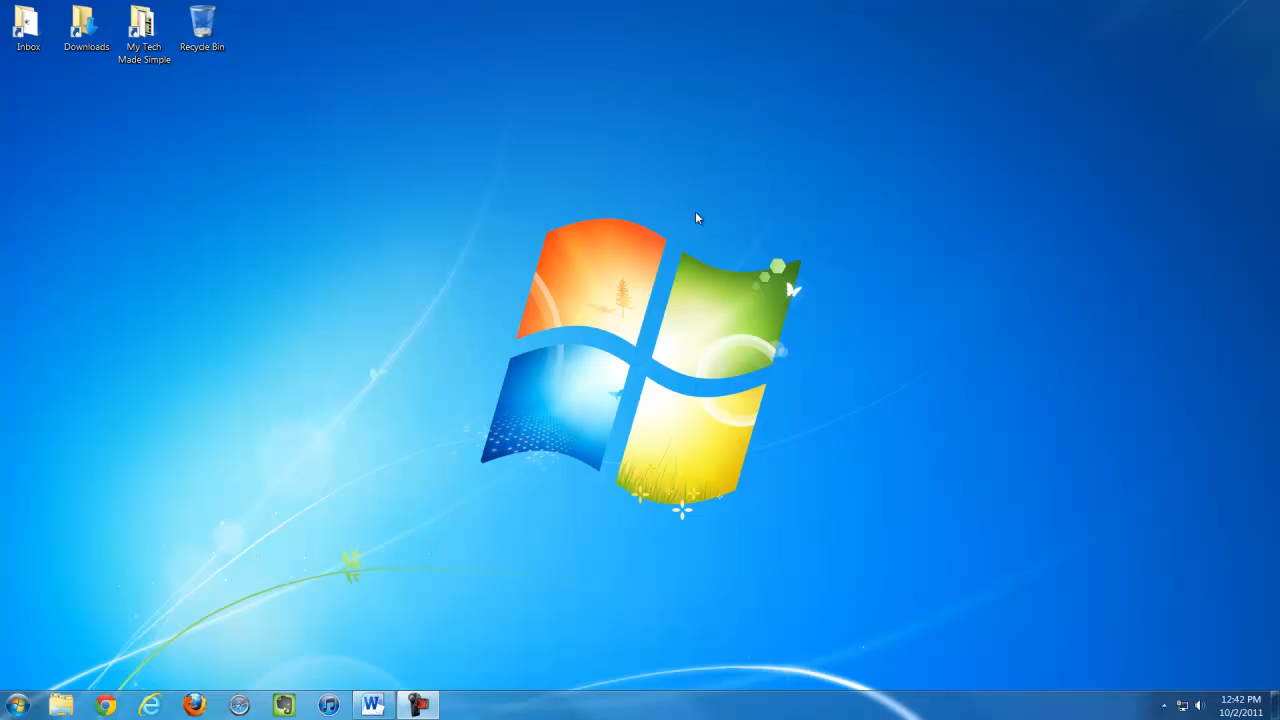 Inbox
Downloads
My Tech
Made Simple
Recycle Bin
12:42 PM
10/2/2011